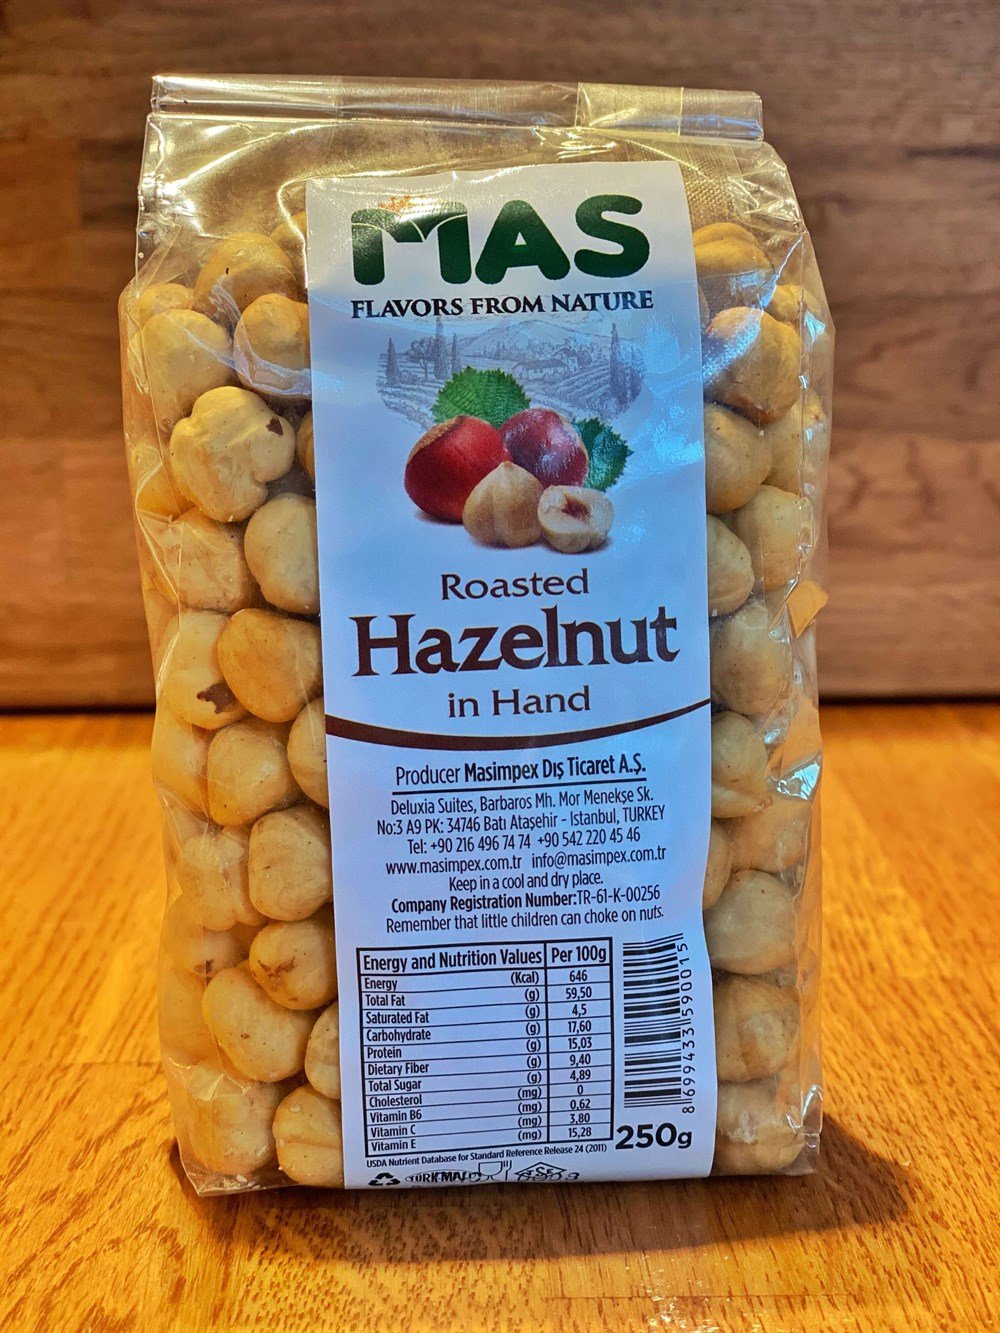 MAS
FLAVORS FROM NATURE
Roasted
Hazelnut
in Hand
Producer Masimpex Dış Ticaret A.Ş.
Deluxia Suites, Barbaros Mh. Mor Menekşe Sk.
No:3 A9 PK: 34746 Batı Ataşehir - Istanbul, TURKEY
Tel: +90 216 496 74 74 +90 542 220 45 46
www.masimpex.com.tr info@masimpex.com.tr
Keep in a cool and dry place.
Company Registration Number:TR-61-K-00256
Remember that little children can choke on nuts.
Energy and Nutrition Values Per 100g
Energy (Kcal) 646
Total Fat (g) 59,50
Saturated Fat (g) 4,5
Carbohydrate (g) 17,60
Protein (g) 15,03
Dietary Fiber (g) 9,40
Total Sugar (g) 4,89
Cholesterol (mg) 0
Vitamin B6 (mg) 0,62
Vitamin C (mg) 3,80
Vitamin E (mg) 15,28
USDA Nutrient Database for Standard Reference Release 24 (2011)
8 699433 590015
250g
TÜRK MALI